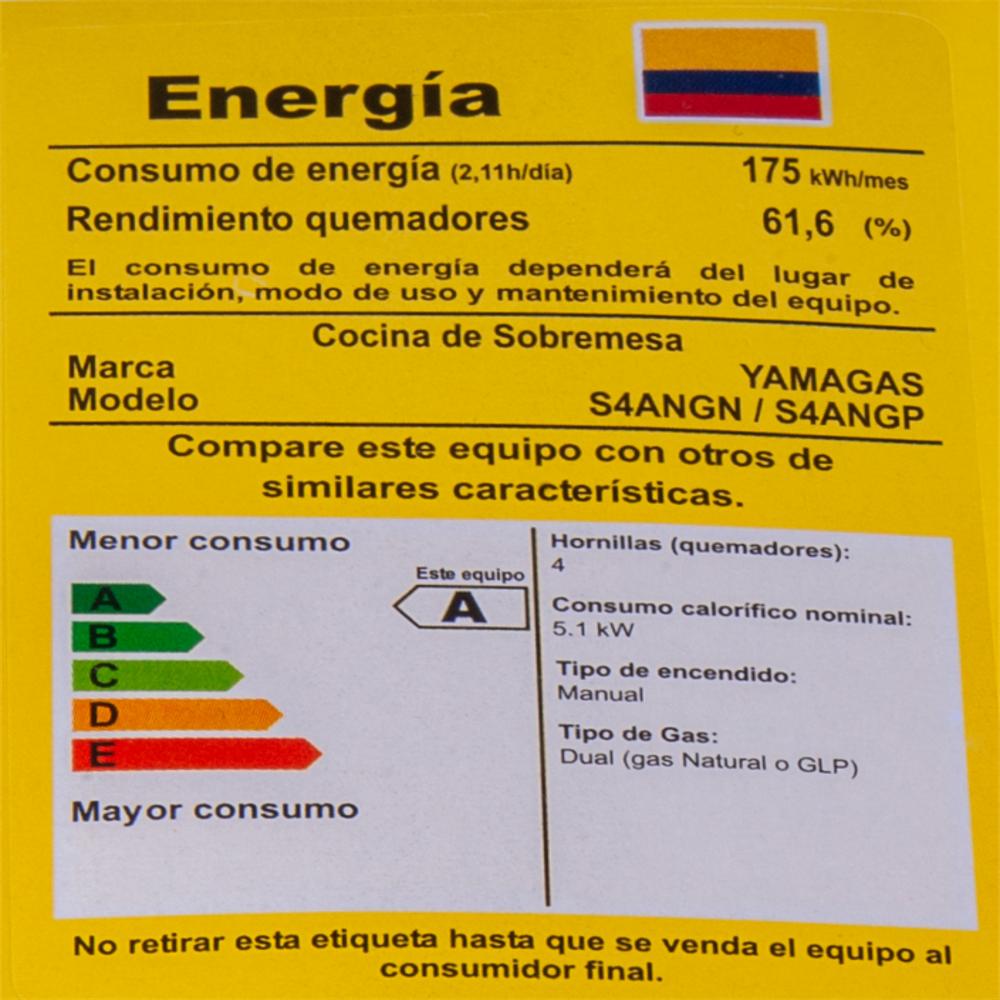 Energía
Consumo de energía (2,11h/día) 175 kWh/mes
Rendimiento quemadores 61,6 (%)
El consumo de energía dependerá del lugar de
instalación, modo de uso y mantenimiento del equipo.
Cocina de Sobremesa
Marca YAMAGAS
Modelo S4ANGN / S4ANGP
Compare este equipo con otros de
similares características.
Menor consumo
Este equipo
A
A
B
C
D
E
Mayor consumo
Hornillas (quemadores):
4
Consumo calorífico nominal:
5.1 kW
Tipo de encendido:
Manual
Tipo de Gas:
Dual (gas Natural o GLP)
No retirar esta etiqueta hasta que se venda el equipo al
consumidor final.